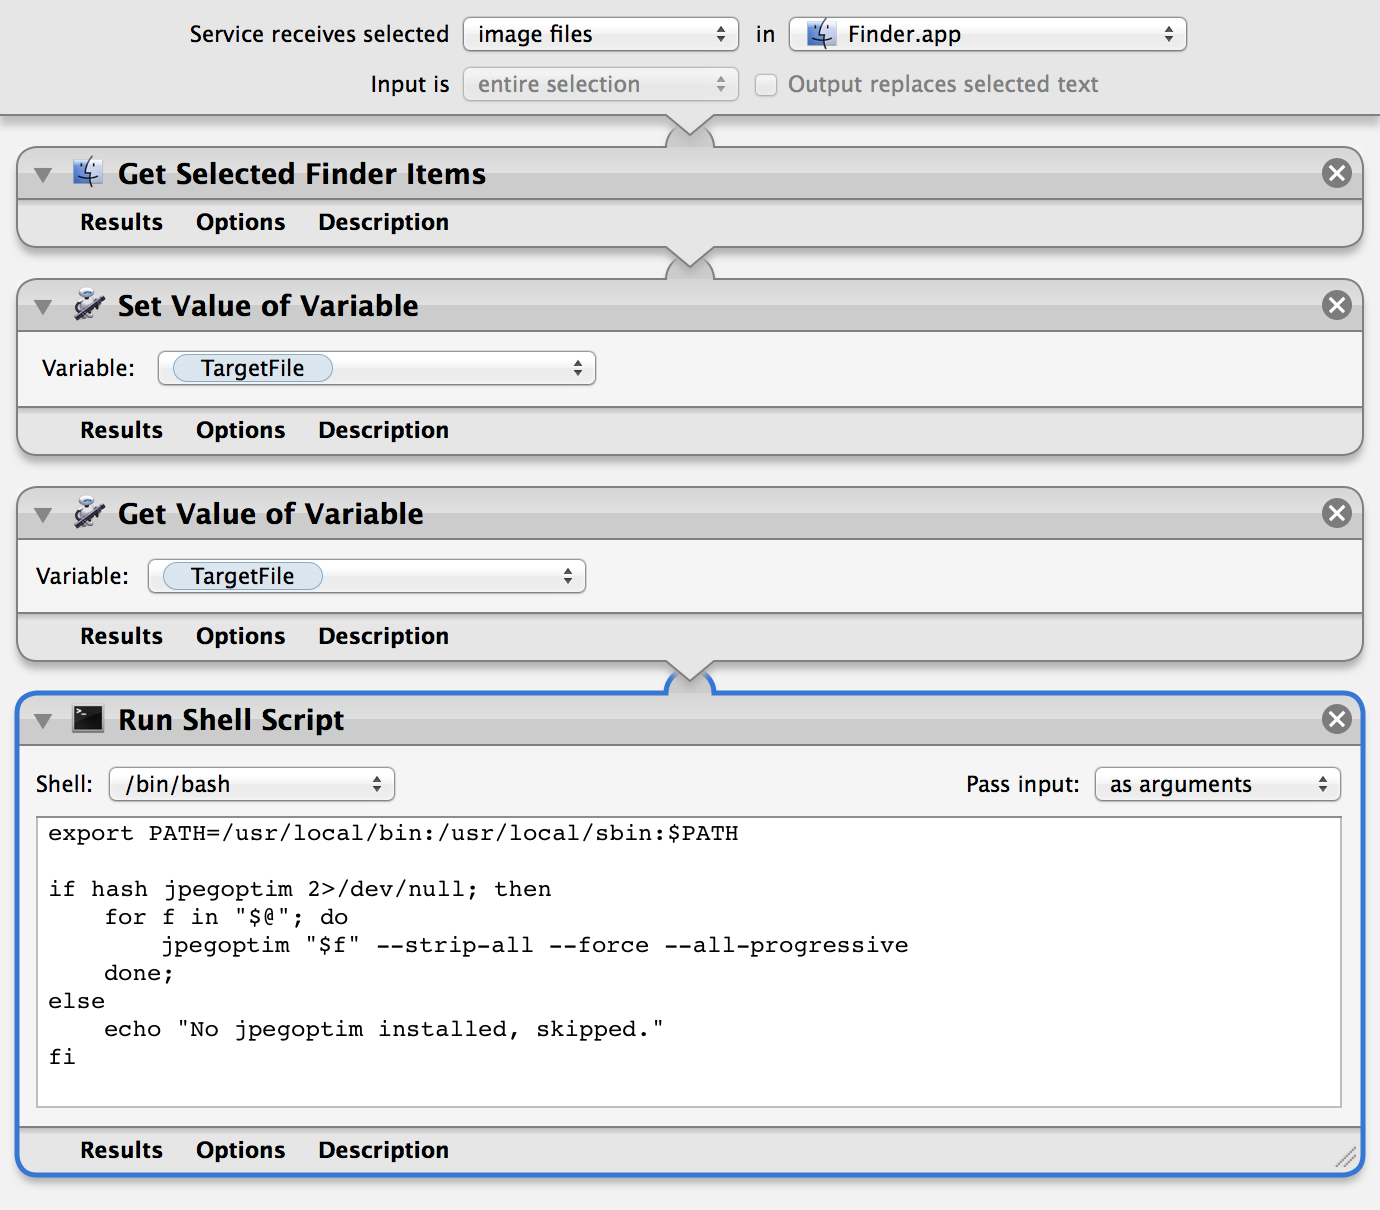 Service receives selected image files in Finder.app
Input is entire selection Output replaces selected text
Get Selected Finder Items
Results Options Description
Set Value of Variable
Variable: TargetFile
Results Options Description
Get Value of Variable
Variable: TargetFile
Results Options Description
Run Shell Script
Shell: /bin/bash Pass input: as arguments
export PATH=/usr/local/bin:/usr/local/sbin:$PATH
if hash jpegoptim 2>/dev/null; then
    for f in "$@"; do
        jpegoptim "$f" --strip-all --force --all-progressive
    done;
else
    echo "No jpegoptim installed, skipped."
fi
Results Options Description